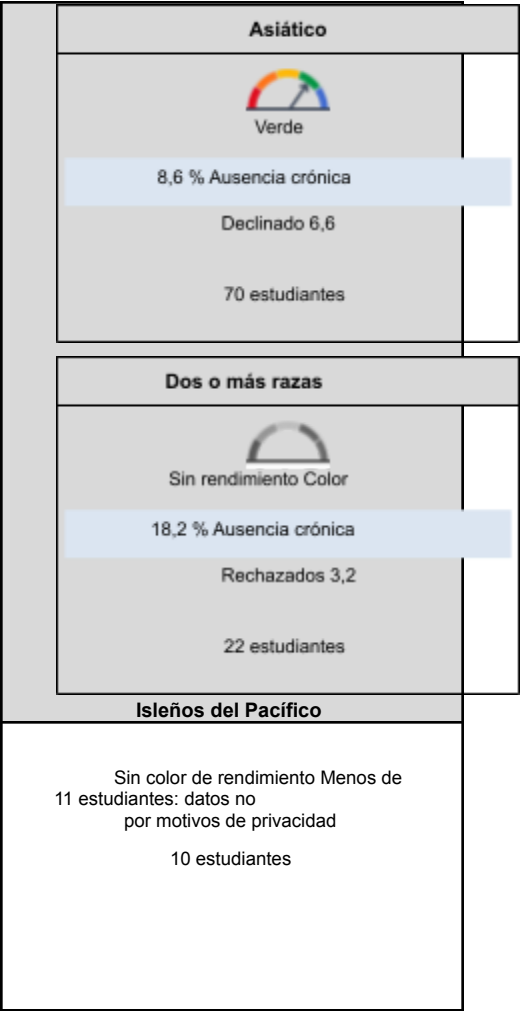 Asiático
Verde
8,6 % Ausencia crónica
Declinado 6,6
70 estudiantes
Dos o más razas
Sin rendimiento Color
18,2 % Ausencia crónica
Rechazados 3,2
22 estudiantes
Isleños del Pacífico
Sin color de rendimiento Menos de
11 estudiantes: datos no
por motivos de privacidad
10 estudiantes